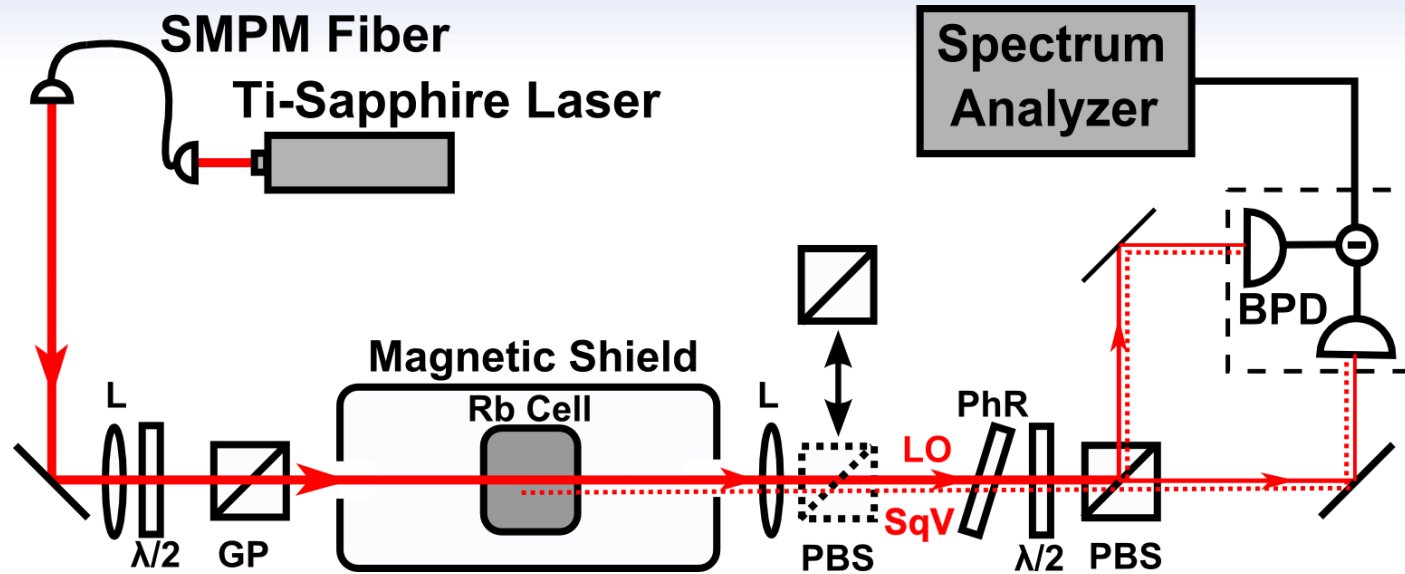 SMPM Fiber
Ti-Sapphire Laser
Spectrum
Analyzer
BPD
Magnetic Shield
Rb Cell
L
λ/2
GP
L
PBS
LO
SqV
PhR
λ/2
PBS